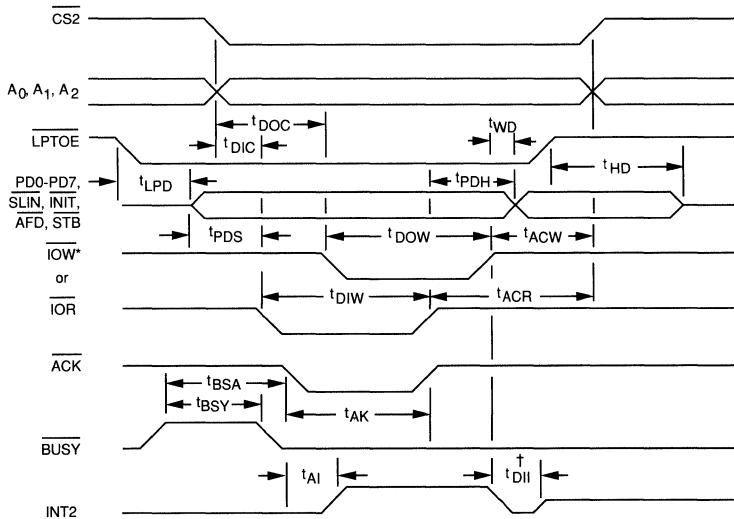 CS2
A0, A1, A2
tDOC
tWD
LPTOE
tDIC
tHD
PD0-PD7,
SLIN, INIT,
AFD, STB
tLPD
tPDH
tPDS
tDOW
tACW
IOW*
or
IOR
tDIW
tACR
ACK
tBSA
tBSY
tAK
BUSY
tAI
tDII†
INT2